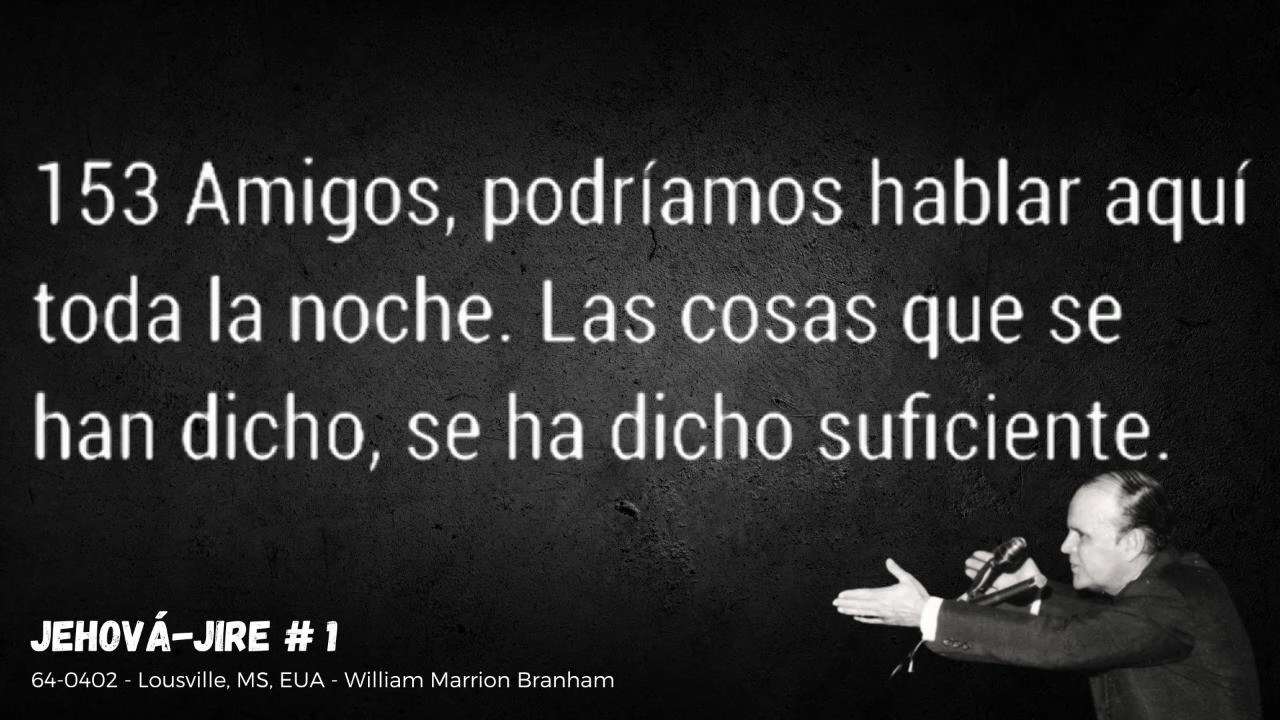 153 Amigos, podríamos hablar aquí
toda la noche. Las cosas que se
han dicho, se ha dicho suficiente.
JEHOVÁ-JIRE # 1
64-0402 - Lousville, MS, EUA - William Marrion Branham